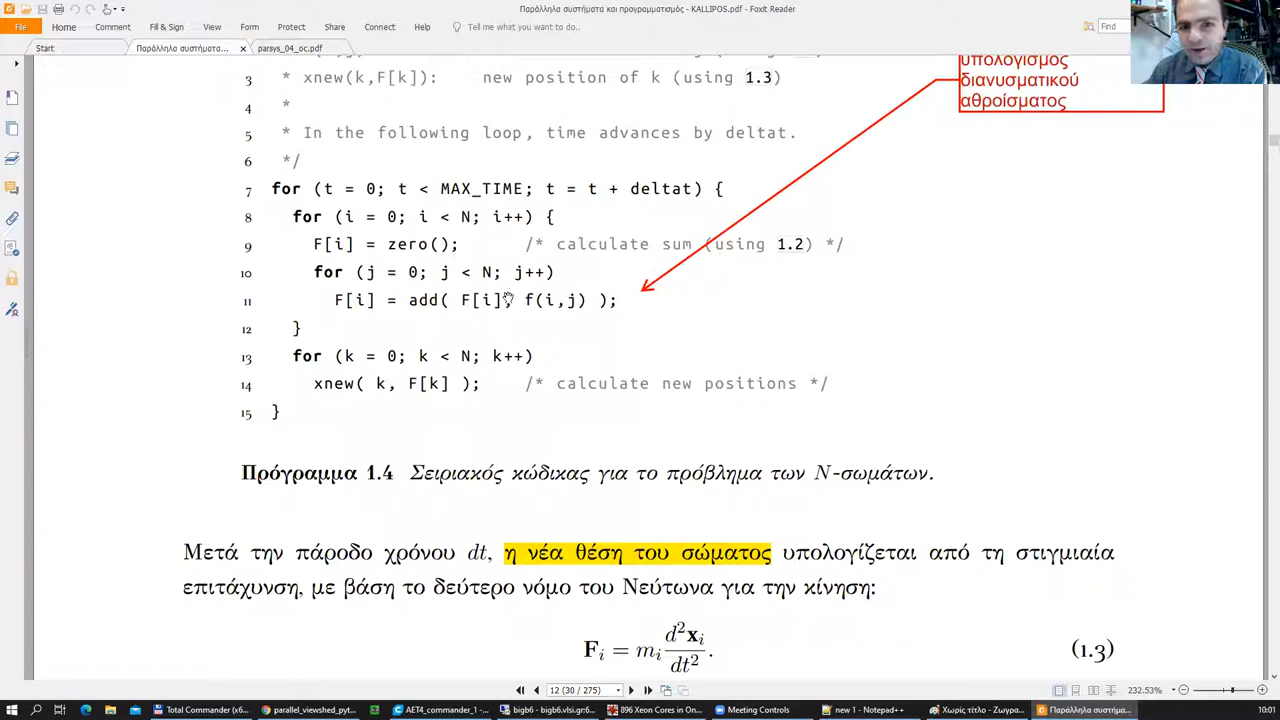 Παράλληλα συστήματα και προγραμματισμός - KALLIPOS.pdf - Foxit Reader
File Home Comment Fill & Sign View Form Protect Share Connect Help Tell me what you want to do... Find
Start Παράλληλα συστήματα... parsys_04_oc.pdf
υπολογισμός
διανυσματικού
αθροίσματος
3 * xnew(k,F[k]): new position of k (using 1.3)
4 *
5 * In the following loop, time advances by deltat.
6 */
7 for (t = 0; t < MAX_TIME; t = t + deltat) {
8 for (i = 0; i < N; i++) {
9 F[i] = zero(); /* calculate sum (using 1.2) */
10 for (j = 0; j < N; j++)
11 F[i] = add( F[i], f(i,j) );
12 }
13 for (k = 0; k < N; k++)
14 xnew( k, F[k] ); /* calculate new positions */
15 }
Πρόγραμμα 1.4 Σειριακός κώδικας για το πρόβλημα των N-σωμάτων.
Μετά την πάροδο χρόνου dt, η νέα θέση του σώματος υπολογίζεται από τη στιγμιαία
επιτάχυνση, με βάση το δεύτερο νόμο του Νεύτωνα για την κίνηση:
F_i = m_i d²x_i/dt². (1.3)
12 (30 / 275) 232.53%
Total Commander (x6... parallel_viewshed_pyt... AET4_commander_1 -... bigb6 - bigb6.vlsi.gr:6... 896 Xeon Cores in On... Meeting Controls new 1 - Notepad++ Χωρίς τίτλο - Ζωγρα... Παράλληλα συστήμα... ENG 10:01